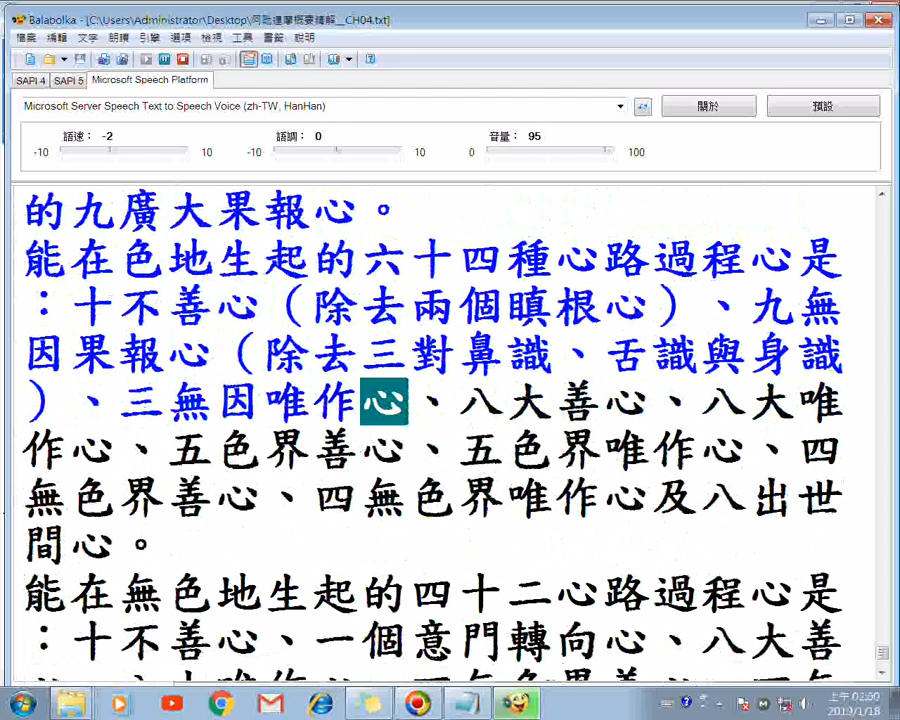 Balabolka - [C:\Users\Administrator\Desktop\阿毗達摩概要精解__CH04.txt]
檔案 編輯 文字 朗讀 引擎 選項 檢視 工具 書籤 說明
SAPI 4 SAPI 5 Microsoft Speech Platform
Microsoft Server Speech Text to Speech Voice (zh-TW, HanHan) 關於 預設
語速： -2 語調： 0 音量： 95
-10 10 -10 10 0 100
的九廣大果報心。
能在色地生起的六十四種心路過程心是
：十不善心（除去兩個瞋根心）、九無
因果報心（除去三對鼻識、舌識與身識
）、三無因唯作心、八大善心、八大唯
作心、五色界善心、五色界唯作心、四
無色界善心、四無色界唯作心及八出世
間心。
能在無色地生起的四十二心路過程心是
：十不善心、一個意門轉向心、八大善
上午 02:50
2019/1/18